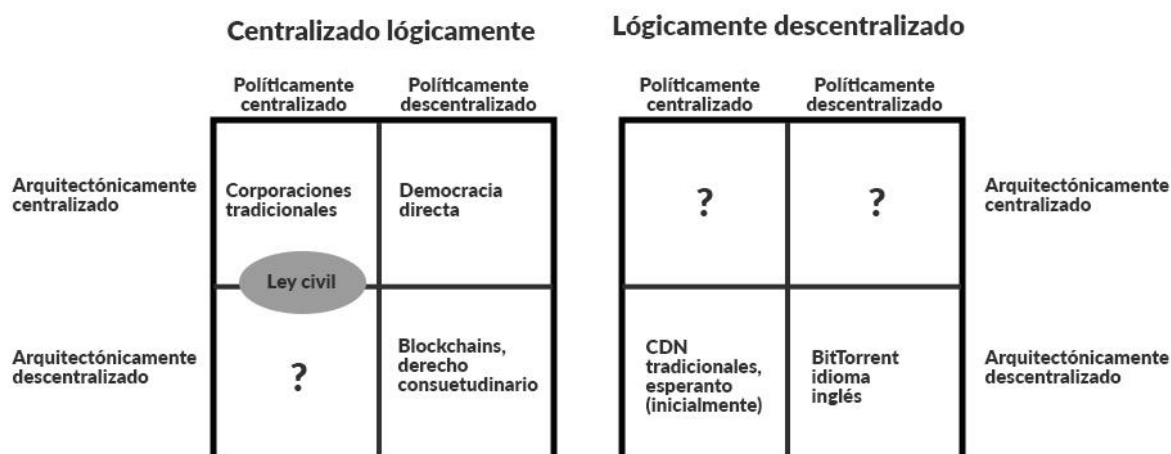 Centralizado lógicamente
Lógicamente descentralizado
Políticamente
centralizado
Políticamente
descentralizado
Políticamente
centralizado
Políticamente
descentralizado
Arquitectónicamente
centralizado
Corporaciones
tradicionales
Democracia
directa
?
?
Arquitectónicamente
centralizado
Ley civil
Arquitectónicamente
descentralizado
?
Blockchains,
derecho
consuetudinario
CDN
tradicionales,
esperanto
(inicialmente)
BitTorrent
idioma
inglés
Arquitectónicamente
descentralizado